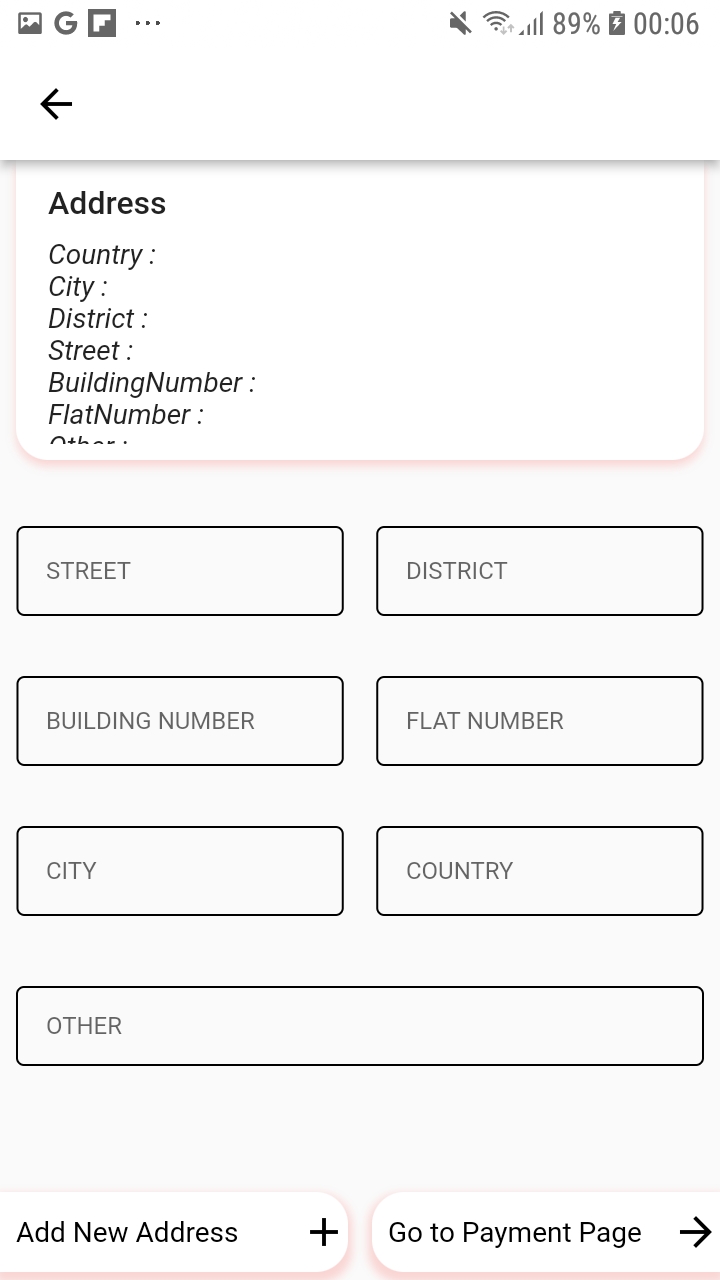 89% 00:06
Address
Country :
City :
District :
Street :
BuildingNumber :
FlatNumber :
Other :
STREET DISTRICT
BUILDING NUMBER FLAT NUMBER
CITY COUNTRY
OTHER
Add New Address Go to Payment Page